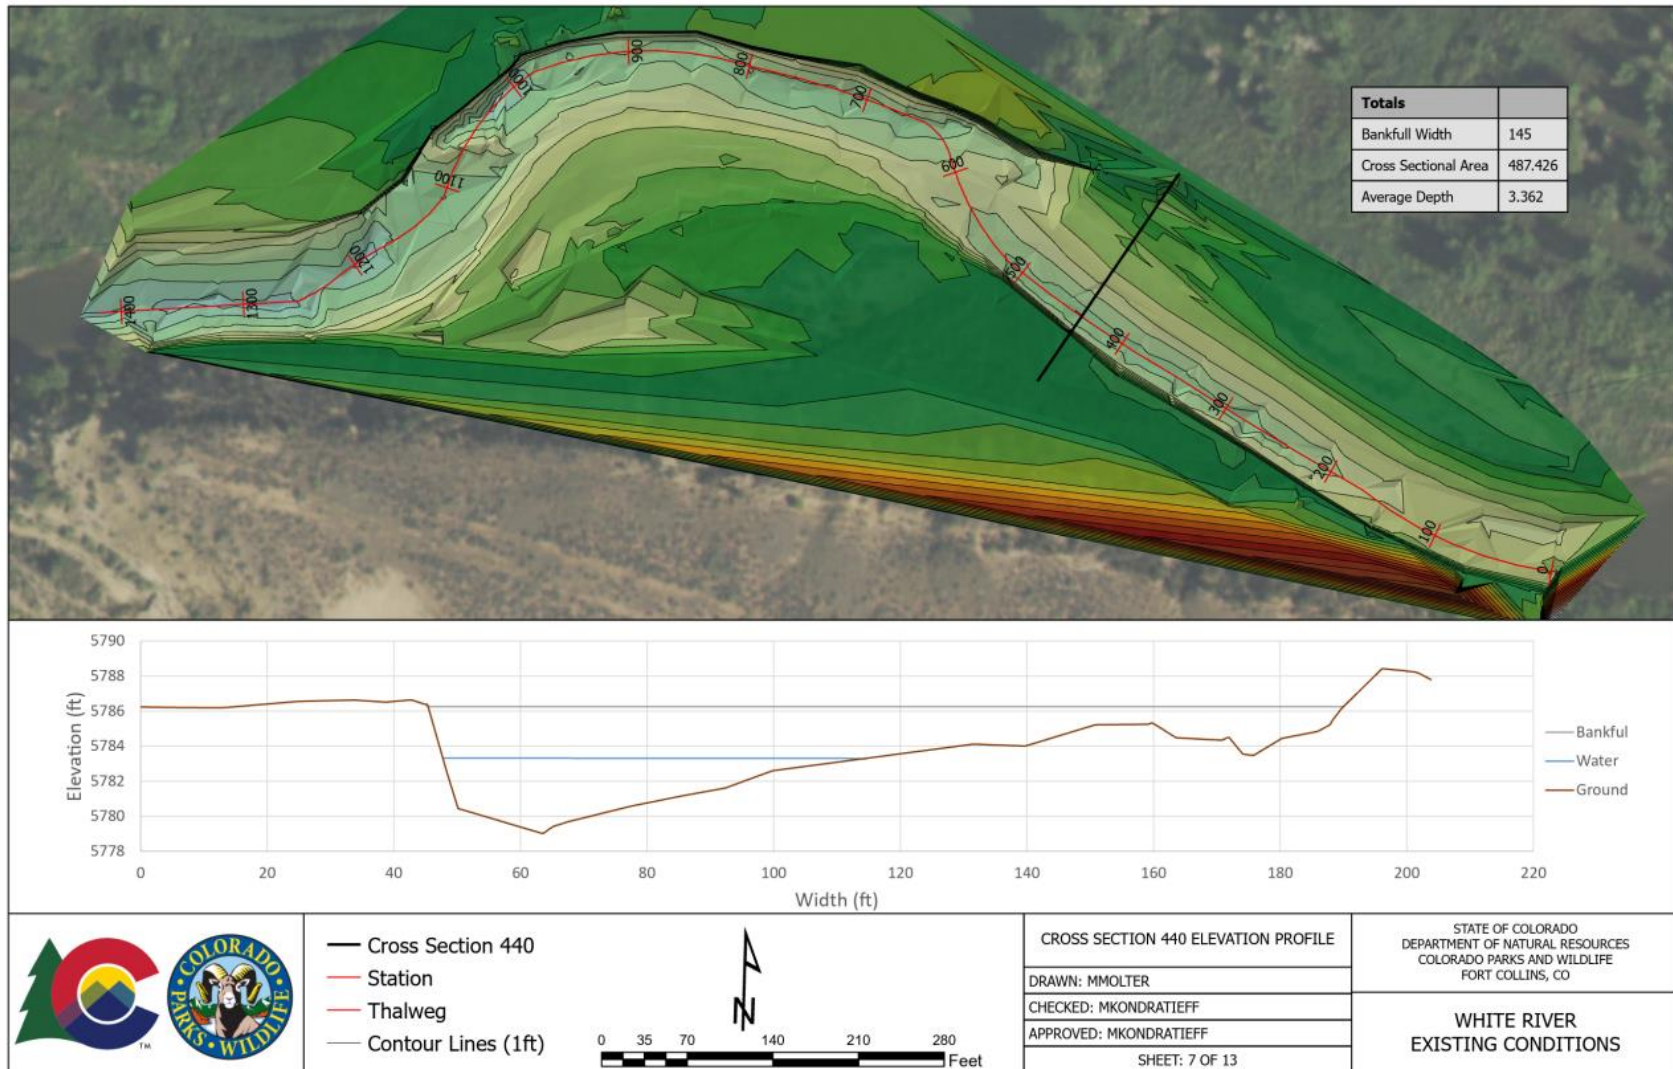 1000
900
800
700
600
1100
1200
1300
1400
500
400
300
200
100
0
Totals
Bankfull Width 145
Cross Sectional Area 487.426
Average Depth 3.362
5790
5788
5786
5784
5782
5780
5778
Elevation (ft)
0 20 40 60 80 100 120 140 160 180 200 220
Width (ft)
Bankful
Water
Ground
COLORADO
PARKS • WILDLIFE
TM
Cross Section 440
Station
Thalweg
Contour Lines (1ft)
N
0 35 70 140 210 280
Feet
CROSS SECTION 440 ELEVATION PROFILE
DRAWN: MMOLTER
CHECKED: MKONDRATIEFF
APPROVED: MKONDRATIEFF
SHEET: 7 OF 13
STATE OF COLORADO
DEPARTMENT OF NATURAL RESOURCES
COLORADO PARKS AND WILDLIFE
FORT COLLINS, CO
WHITE RIVER
EXISTING CONDITIONS